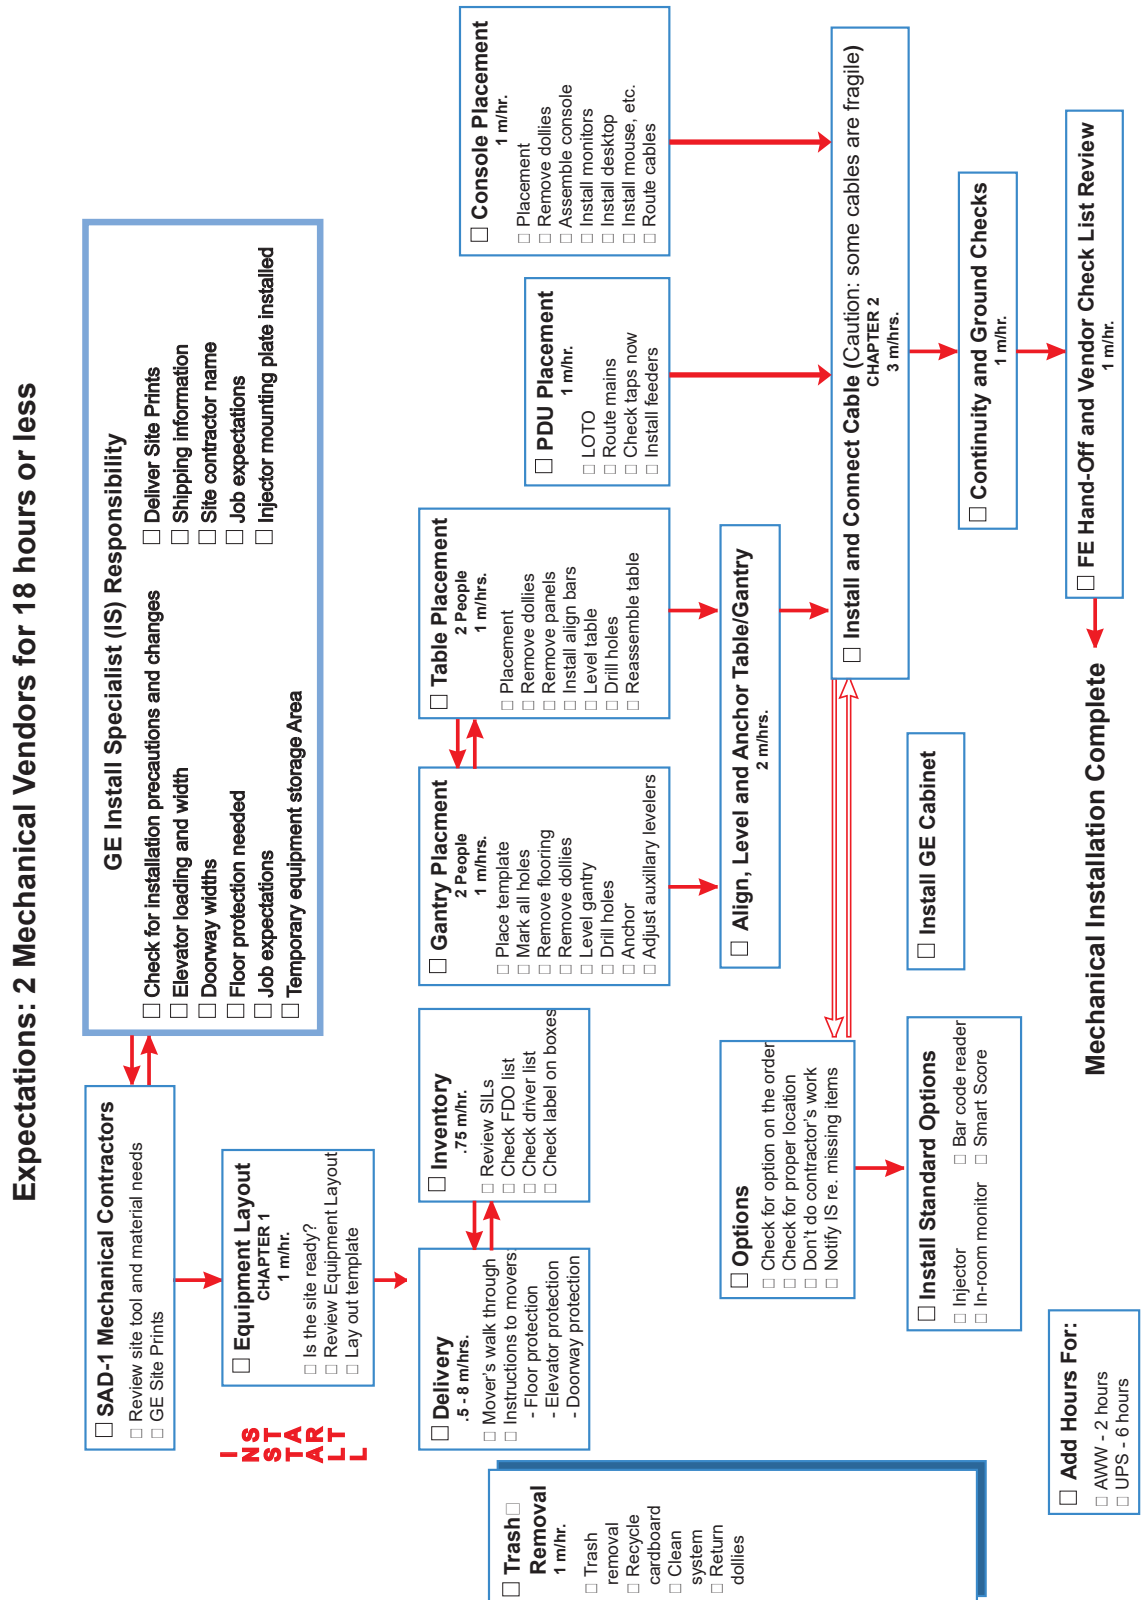 Expectations: 2 Mechanical Vendors for 18 hours or less
SAD-1 Mechanical Contractors
Review site tool and material needs
GE Site Prints
GE Install Specialist (IS) Responsibility
Check for installation precautions and changes
Elevator loading and width
Doorway widths
Floor protection needed
Job expectations
Temporary equipment storage Area
Deliver Site Prints
Shipping information
Site contractor name
Job expectations
Injector mounting plate installed
INSTALL
START
Equipment Layout
CHAPTER 1
1 m/hr.
Is the site ready?
Review Equipment Layout
Lay out template
Delivery
.5 - 8 m/hrs.
Mover's walk through
Instructions to movers:
- Floor protection
- Elevator protection
- Doorway protection
Inventory
.75 m/hr.
Review SILs
Check FDO list
Check driver list
Check label on boxes
Gantry Placment
2 People
1 m/hrs.
Place template
Mark all holes
Remove flooring
Remove dollies
Level gantry
Drill holes
Anchor
Adjust auxillary levelers
Table Placement
2 People
1 m/hrs.
Placement
Remove dollies
Remove panels
Install align bars
Level table
Drill holes
Reassemble table
PDU Placement
1 m/hr.
LOTO
Route mains
Check taps now
Install feeders
Console Placement
1 m/hr.
Placement
Remove dollies
Assemble console
Install monitors
Install desktop
Install mouse, etc.
Route cables
Trash
Removal
1 m/hr.
Trash
removal
Recycle
cardboard
Clean
system
Return
dollies
Options
Check for option on the order
Check for proper location
Don't do contractor's work
Notify IS re. missing items
Align, Level and Anchor Table/Gantry
2 m/hrs.
Install and Connect Cable (Caution: some cables are fragile)
CHAPTER 2
3 m/hrs.
Install Standard Options
Injector
In-room monitor
Bar code reader
Smart Score
Install GE Cabinet
Continuity and Ground Checks
1 m/hr.
Add Hours For:
AWW - 2 hours
UPS - 6 hours
Mechanical Installation Complete
FE Hand-Off and Vendor Check List Review
1 m/hr.